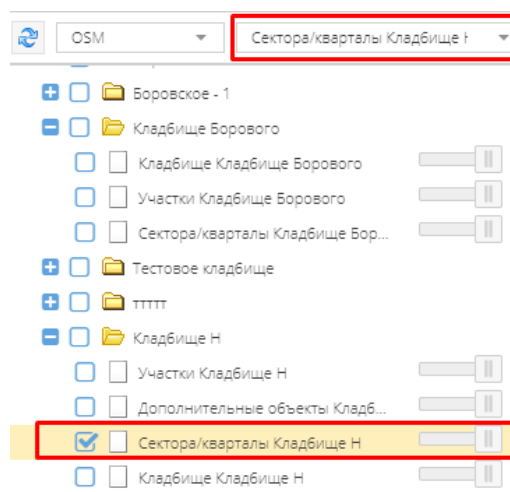 OSM
Сектора/кварталы Кладбище Н
Боровское - 1
Кладбище Борового
Кладбище Кладбище Борового
Участки Кладбище Борового
Сектора/кварталы Кладбище Бор...
Тестовое кладбище
ттттт
Кладбище Н
Участки Кладбище Н
Дополнительные объекты Кладб...
Сектора/кварталы Кладбище Н
Кладбище Кладбище Н